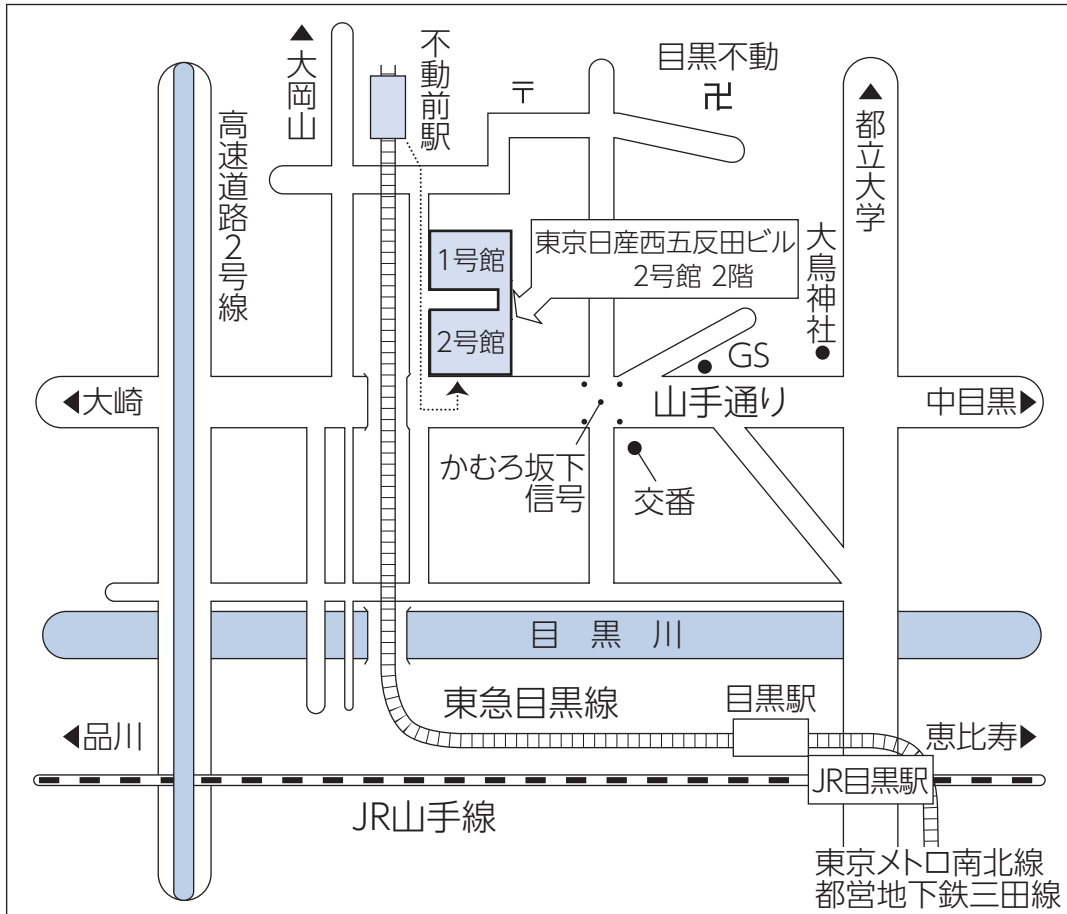 ▲大岡山
不動前駅
〒
目黒不動
卍
▲都立大学
高速道路2号線
1号館
2号館
東京日産西五反田ビル
2号館 2階
大鳥神社
GS
◀大崎
山手通り
中目黒▶
かむろ坂下
信号
交番
目黒川
東急目黒線
目黒駅
◀品川
恵比寿▶
JR目黒駅
JR山手線
東京メトロ南北線
都営地下鉄三田線